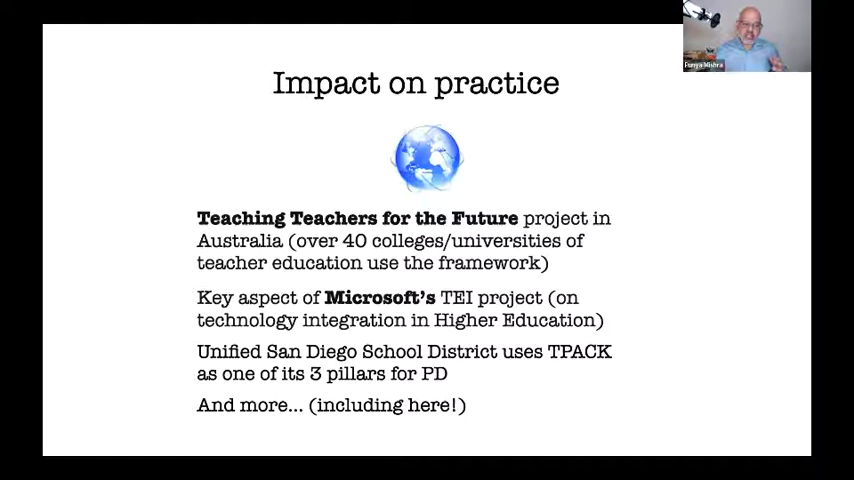 Impact on practice
Teaching Teachers for the Future project in
Australia (over 40 colleges/universities of
teacher education use the framework)
Key aspect of Microsoft's TEI project (on
technology integration in Higher Education)
Unified San Diego School District uses TPACK
as one of its 3 pillars for PD
And more... (including here!)
Punya Mishra